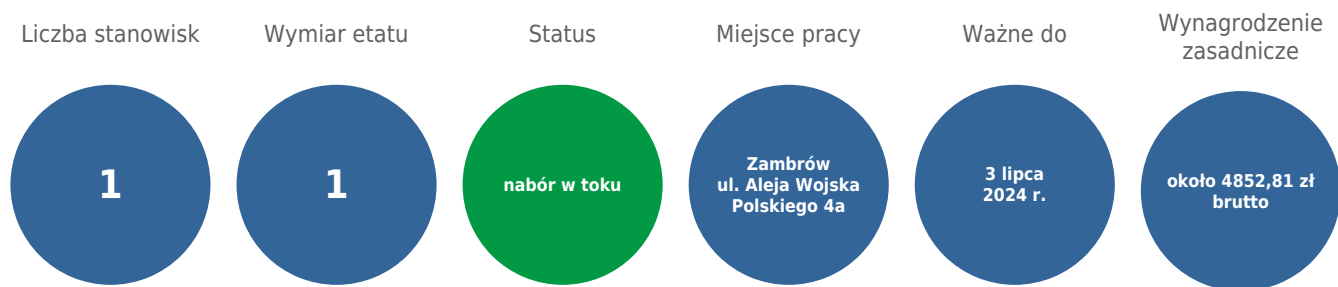 Liczba stanowisk
1
Wymiar etatu
1
Status
nabór w toku
Miejsce pracy
Zambrów
ul. Aleja Wojska
Polskiego 4a
Ważne do
3 lipca
2024 r.
Wynagrodzenie
zasadnicze
około 4852,81 zł
brutto